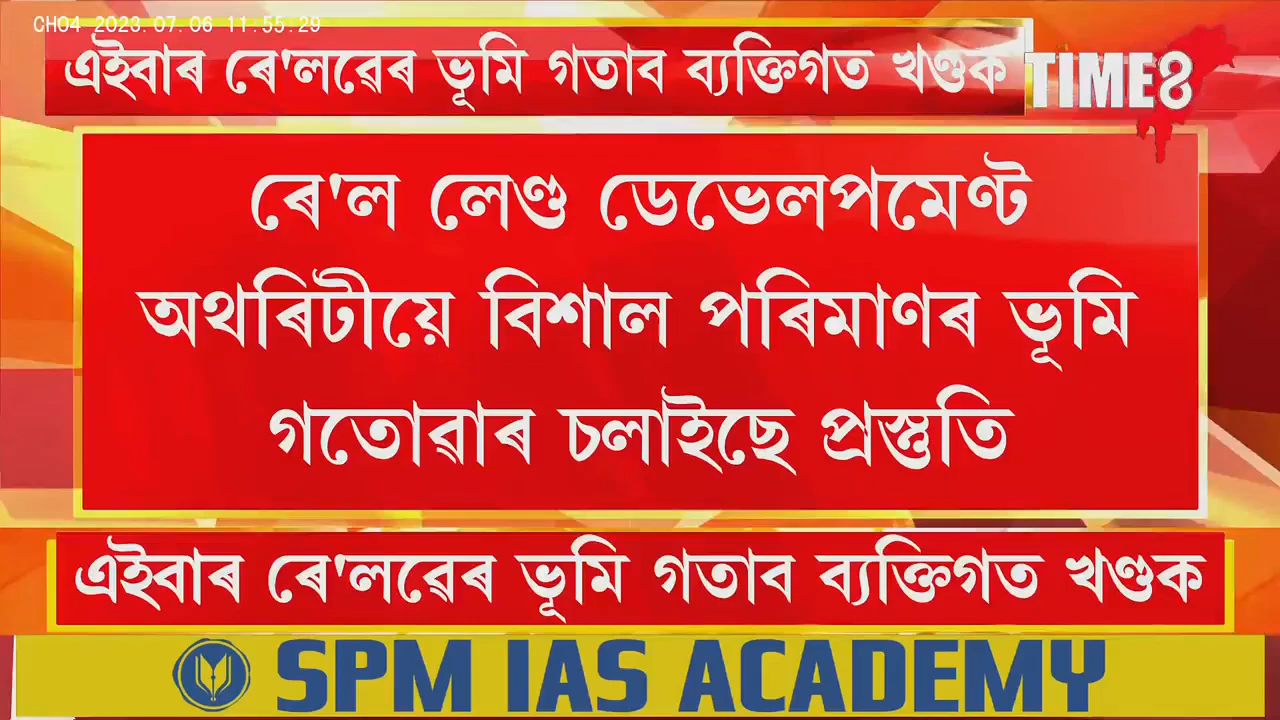 CH04 2023.07.06 11:55:29
এইবাৰ ৰে'লৱেৰ ভূমি গতাব ব্যক্তিগত খণ্ডক
TIME8
ৰে'ল লেণ্ড ডেভেলপমেণ্ট
অথৰিটীয়ে বিশাল পৰিমাণৰ ভূমি
গতোৱাৰ চলাইছে প্ৰস্তুতি
এইবাৰ ৰে'লৱেৰ ভূমি গতাব ব্যক্তিগত খণ্ডক
SPM IAS ACADEMY